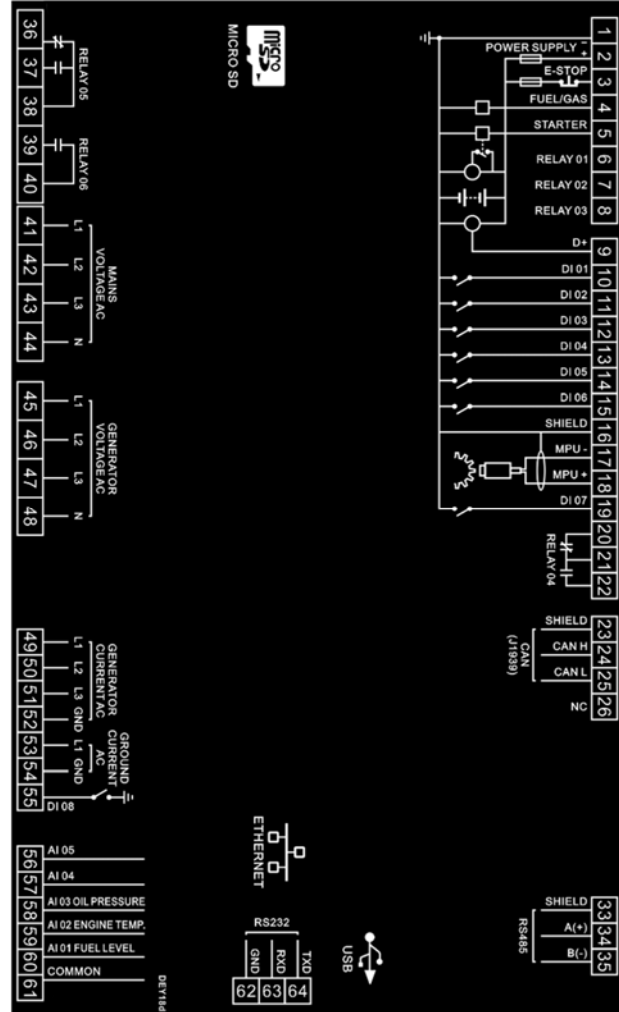 36
37
38
RELAY 05
39
40
RELAY 06
41
42
43
44
L1
L2
L3
N
MAINS
VOLTAGE AC
45
46
47
48
L1
L2
L3
N
GENERATOR
VOLTAGE AC
49
50
51
52
53
54
55
L1
L2
L3
GND
L1
GND
GENERATOR
CURRENT AC
GROUND
CURRENT
AC
DI 08
56
57
58
59
60
61
AI 05
AI 04
AI 03 OIL PRESSURE
AI 02 ENGINE TEMP.
AI 01 FUEL LEVEL
COMMON
DEY18d
micro
SD
MICRO SD
ETHERNET
RS232
GND
RXD
TXD
62 63 64
USB
POWER SUPPLY - +
E-STOP
FUEL/GAS
STARTER
RELAY 01
RELAY 02
RELAY 03
D+
DI 01
DI 02
DI 03
DI 04
DI 05
DI 06
SHIELD
MPU -
MPU +
DI 07
RELAY 04
1
2
3
4
5
6
7
8
9
10
11
12
13
14
15
16
17
18
19
20
21
22
SHIELD
CAN H
CAN L
NC
CAN
(J1939)
23
24
25
26
SHIELD
A(+)
B(-)
RS485
33
34
35